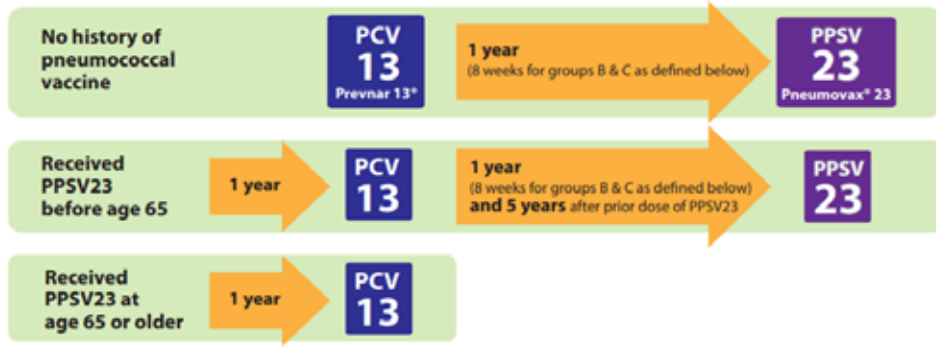 No history of
pneumococcal
vaccine
PCV
13
Prevnar 13®
1 year
(8 weeks for groups B & C as defined below)
PPSV
23
Pneumovax® 23
Received
PPSV23
before age 65
1 year
PCV
13
1 year
(8 weeks for groups B & C as defined below)
and 5 years after prior dose of PPSV23
PPSV
23
Received
PPSV23 at
age 65 or older
1 year
PCV
13